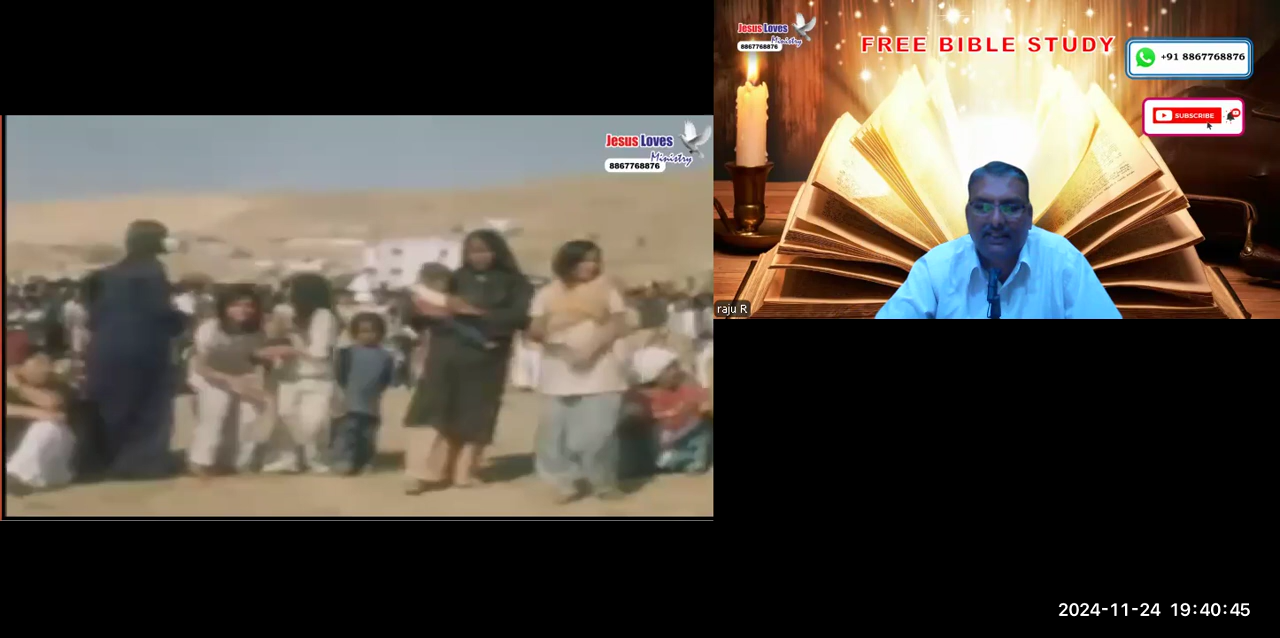 Jesus Loves
Ministry
8867768876
Jesus Loves
Ministry
8867768876
FREE BIBLE STUDY
+91 8867768876
SUBSCRIBE
raju R
2024-11-24 19:40:45